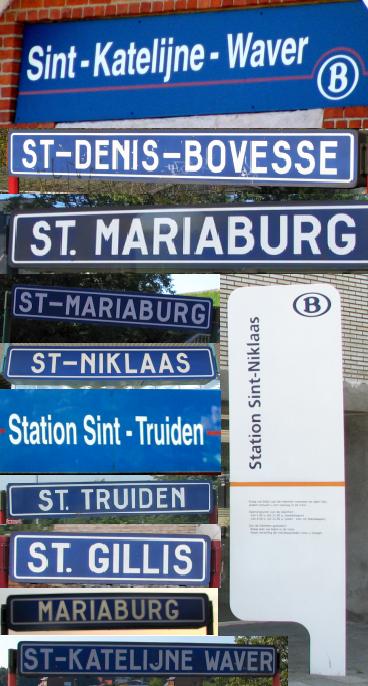 Sint - Katelijne - Waver
B
ST-DENIS-BOVESSE
ST. MARIABURG
ST-MARIABURG
ST-NIKLAAS
Station Sint - Truiden
ST. TRUIDEN
ST. GILLIS
MARIABURG
ST-KATELIJNE WAVER
B
Station Sint-Niklaas